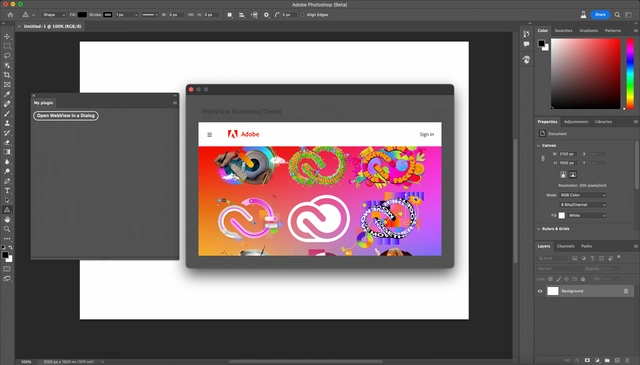 Adobe Photoshop (Beta)
Shape
Fill:
Stroke:
1 px
W: 0 px
H: 0 px
0 px
Align Edges
Share
Untitled-1 @ 100% (RGB/8)
My plugin
Open WebView in a Dialog
WebView Browsing Demo
Adobe
Sign In
Color
Swatches
Gradients
Patterns
Properties
Adjustments
Libraries
Document
Canvas
W
2100 px
X
H
1500 px
Y
Resolution: 300 pixels/inch
Mode
RGB Color
8 Bits/Channel
Fill
White
Rulers & Grids
Layers
Channels
Paths
Normal
Lock:
Background
100%
2100 px x 1500 px (300 ppi)